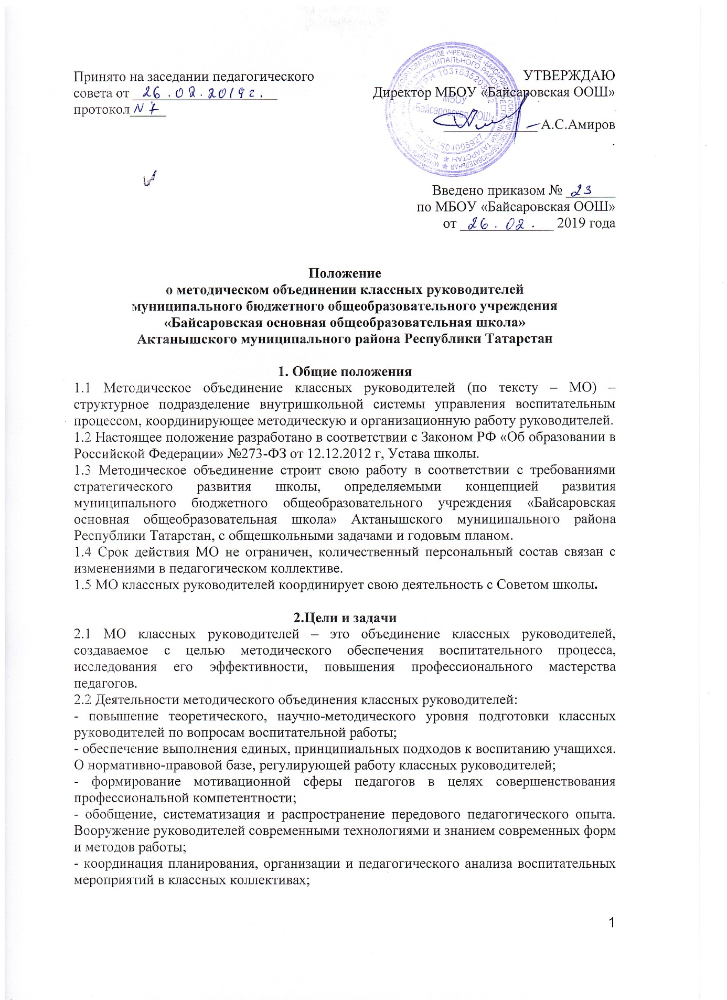 Принято на заседании педагогического
совета от 26.02.2019 г.
протокол N 7
УТВЕРЖДАЮ
Директор МБОУ «Байсаровская ООШ»
А.С.Амиров
МБОУ
«Байсаровская ООШ»
Введено приказом № 23
по МБОУ «Байсаровская ООШ»
от 26.02. 2019 года
Положение
о методическом объединении классных руководителей
муниципального бюджетного общеобразовательного учреждения
«Байсаровская основная общеобразовательная школа»
Актанышского муниципального района Республики Татарстан
1. Общие положения
1.1 Методическое объединение классных руководителей (по тексту – МО) –
структурное подразделение внутришкольной системы управления воспитательным
процессом, координирующее методическую и организационную работу руководителей.
1.2 Настоящее положение разработано в соответствии с Законом РФ «Об образовании в
Российской Федерации» №273-ФЗ от 12.12.2012 г, Устава школы.
1.3 Методическое объединение строит свою работу в соответствии с требованиями
стратегического развития школы, определяемыми концепцией развития
муниципального бюджетного общеобразовательного учреждения «Байсаровская
основная общеобразовательная школа» Актанышского муниципального района
Республики Татарстан, с общешкольными задачами и годовым планом.
1.4 Срок действия МО не ограничен, количественный персональный состав связан с
изменениями в педагогическом коллективе.
1.5 МО классных руководителей координирует свою деятельность с Советом школы.
2.Цели и задачи
2.1 МО классных руководителей – это объединение классных руководителей,
создаваемое с целью методического обеспечения воспитательного процесса,
исследования его эффективности, повышения профессионального мастерства
педагогов.
2.2 Деятельности методического объединения классных руководителей:
- повышение теоретического, научно-методического уровня подготовки классных
руководителей по вопросам воспитательной работы;
- обеспечение выполнения единых, принципиальных подходов к воспитанию учащихся.
О нормативно-правовой базе, регулирующей работу классных руководителей;
- формирование мотивационной сферы педагогов в целях совершенствования
профессиональной компетентности;
- обобщение, систематизация и распространение передового педагогического опыта.
Вооружение руководителей современными технологиями и знанием современных форм
и методов работы;
- координация планирования, организации и педагогического анализа воспитательных
мероприятий в классных коллективах;
1